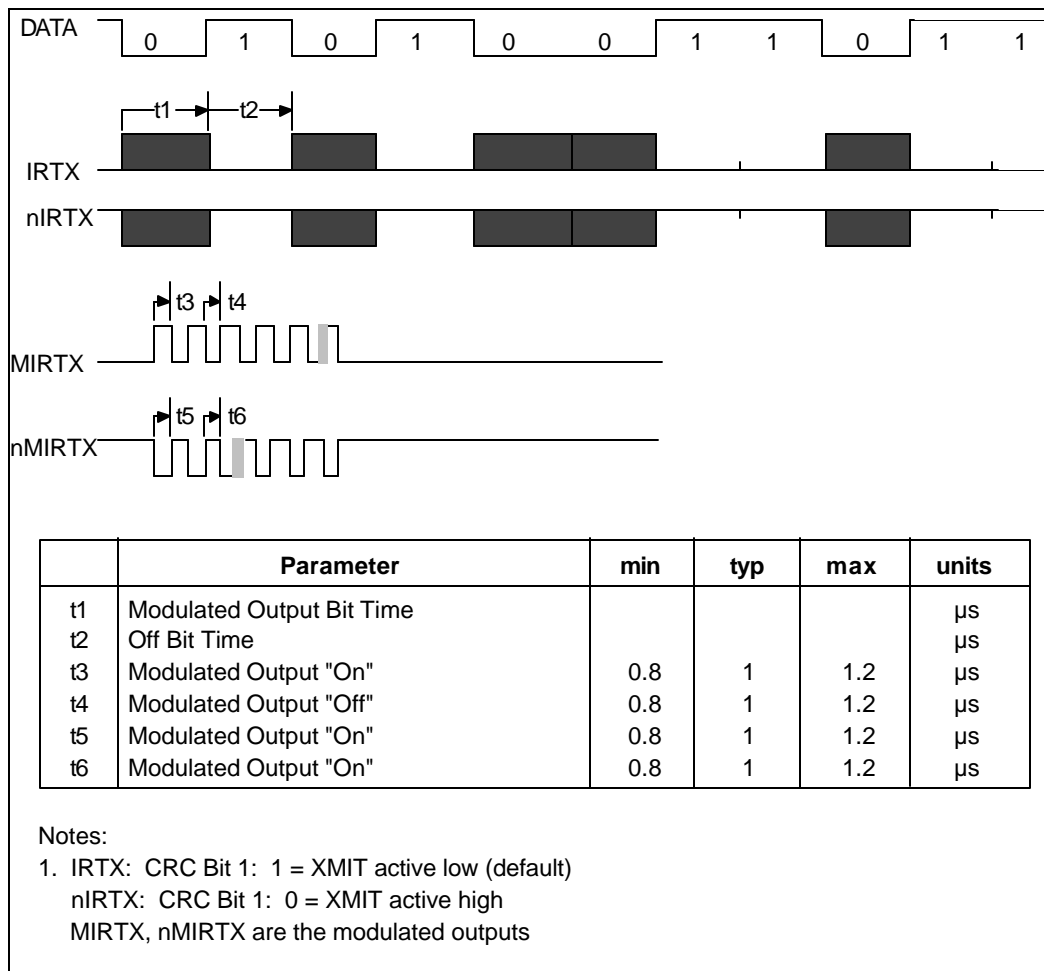 DATA
0 1 0 1 0 0 1 1 0 1 1
t1 t2
IRTX
nIRTX
t3 t4
MIRTX
t5 t6
nMIRTX
Parameter min typ max units
t1 Modulated Output Bit Time µs
t2 Off Bit Time µs
t3 Modulated Output "On" 0.8 1 1.2 µs
t4 Modulated Output "Off" 0.8 1 1.2 µs
t5 Modulated Output "On" 0.8 1 1.2 µs
t6 Modulated Output "On" 0.8 1 1.2 µs
Notes:
1. IRTX: CRC Bit 1: 1 = XMIT active low (default)
nIRTX: CRC Bit 1: 0 = XMIT active high
MIRTX, nMIRTX are the modulated outputs